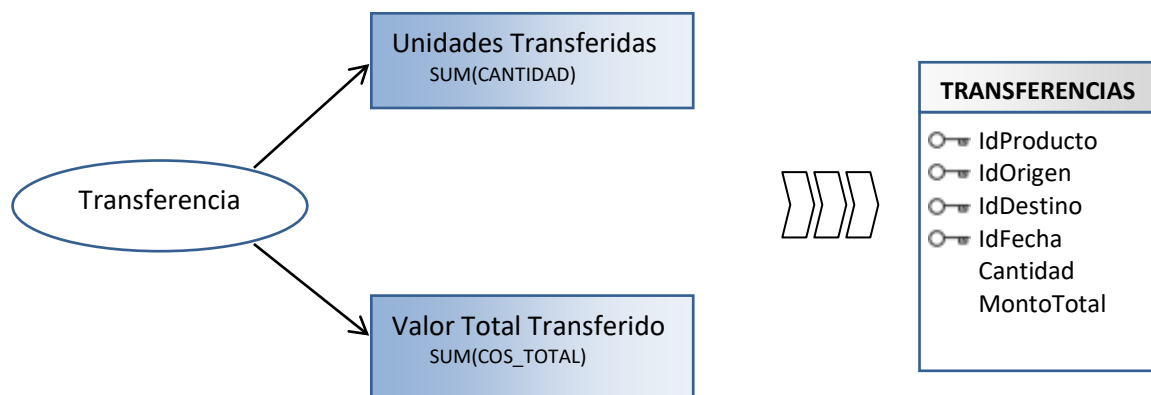 Unidades Transferidas
SUM(CANTIDAD)
Transferencia
Valor Total Transferido
SUM(COS_TOTAL)
TRANSFERENCIAS
IdProducto
IdOrigen
IdDestino
IdFecha
Cantidad
MontoTotal